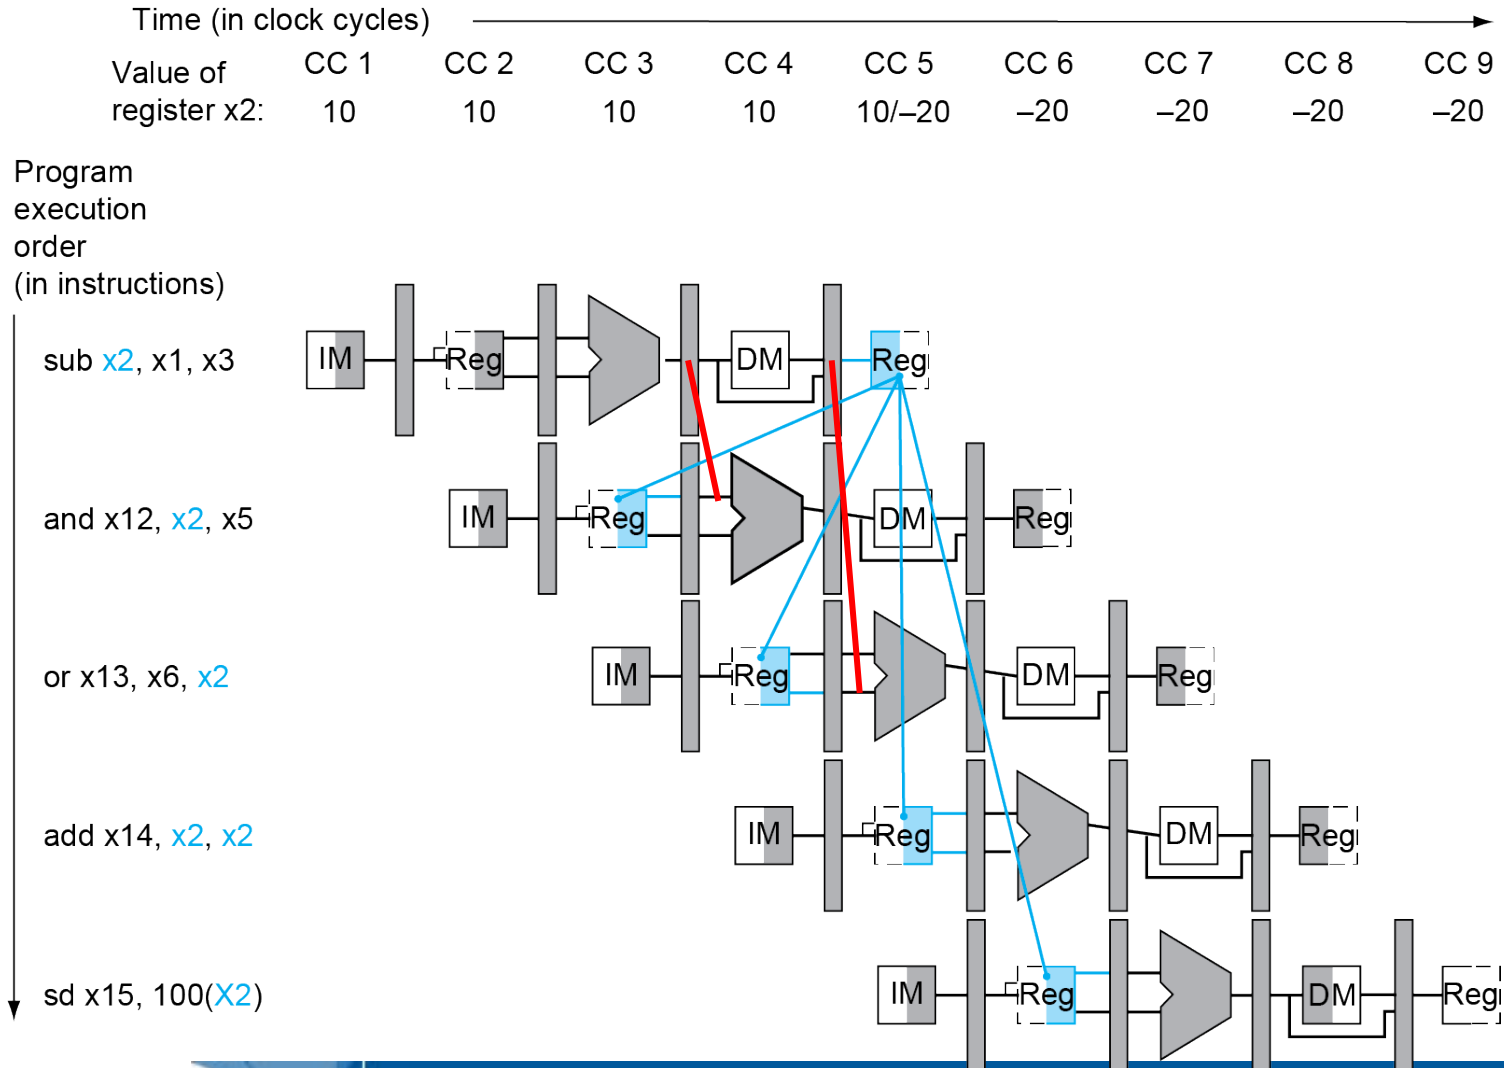 Time (in clock cycles)
Value of register x2:
CC 1 CC 2 CC 3 CC 4 CC 5 CC 6 CC 7 CC 8 CC 9
10 10 10 10 10/–20 –20 –20 –20 –20
Program
execution
order
(in instructions)
sub x2, x1, x3
IM Reg DM Reg
and x12, x2, x5
IM Reg DM Reg
or x13, x6, x2
IM Reg DM Reg
add x14, x2, x2
IM Reg DM Reg
sd x15, 100(X2)
IM Reg DM Reg